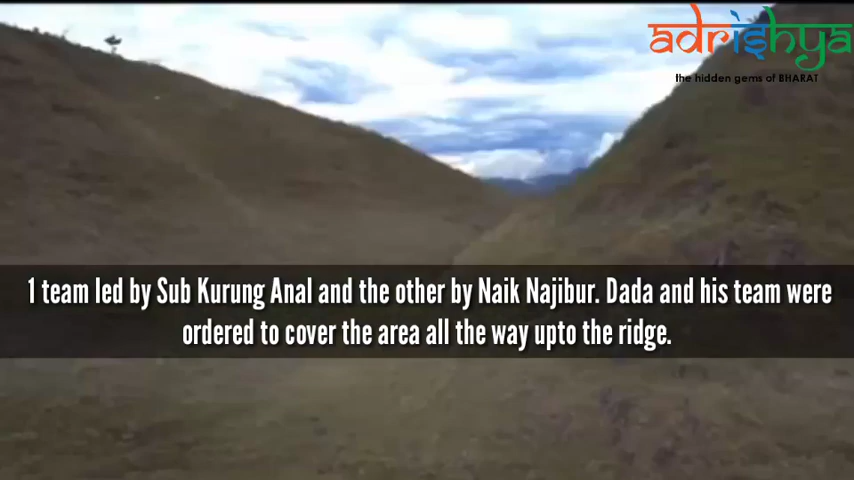 adrishya
the hidden gems of BHARAT
1 team led by Sub Kurung Anal and the other by Naik Najibur. Dada and his team were
ordered to cover the area all the way upto the ridge.